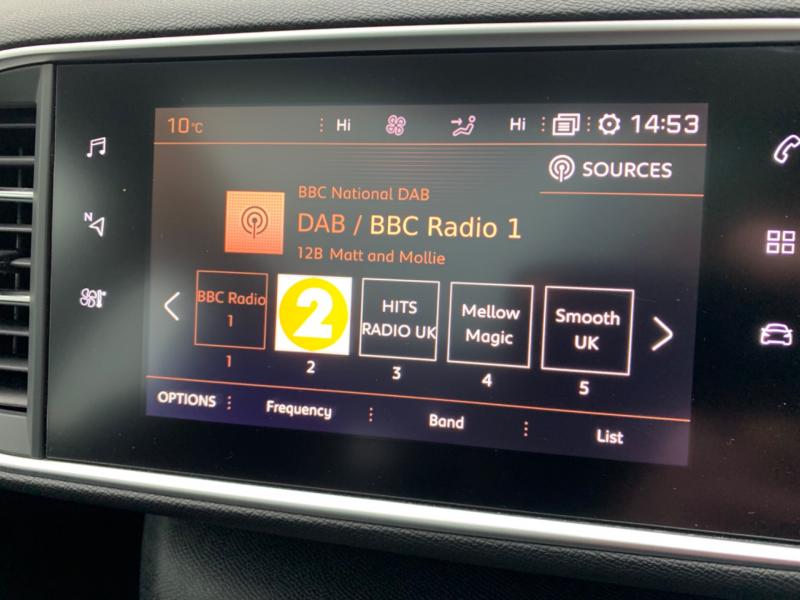 10°C Hi Hi 14:53
SOURCES
BBC National DAB
DAB / BBC Radio 1
12B Matt and Mollie
N
BBC Radio
1
2
HITS
RADIO UK
Mellow
Magic
Smooth
UK
1 2 3 4 5
OPTIONS Frequency Band List